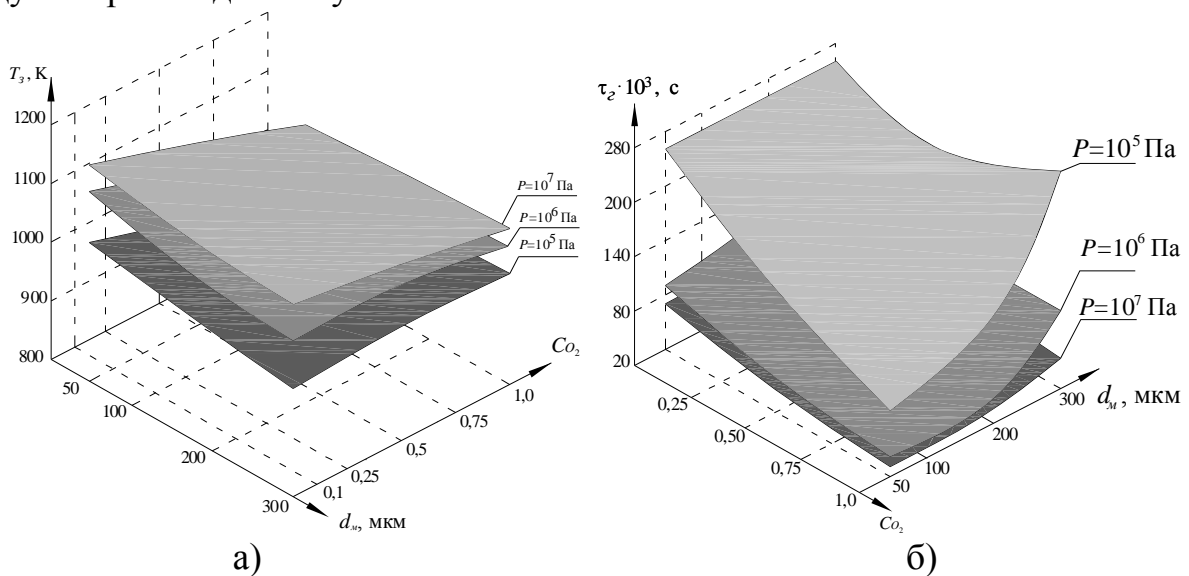 T₃, К
1200
1100
1000
900
800
50
100
200
300
d_м, мкм
0,1
0,25
0,5
0,75
1,0
C_O₂
P=10⁷ Па
P=10⁶ Па
P=10⁵ Па
а)
τ_г·10³, с
280
200
140
80
20
0,25
0,50
0,75
1,0
C_O₂
50
100
200
300
d_м, мкм
P=10⁵ Па
P=10⁶ Па
P=10⁷ Па
б)